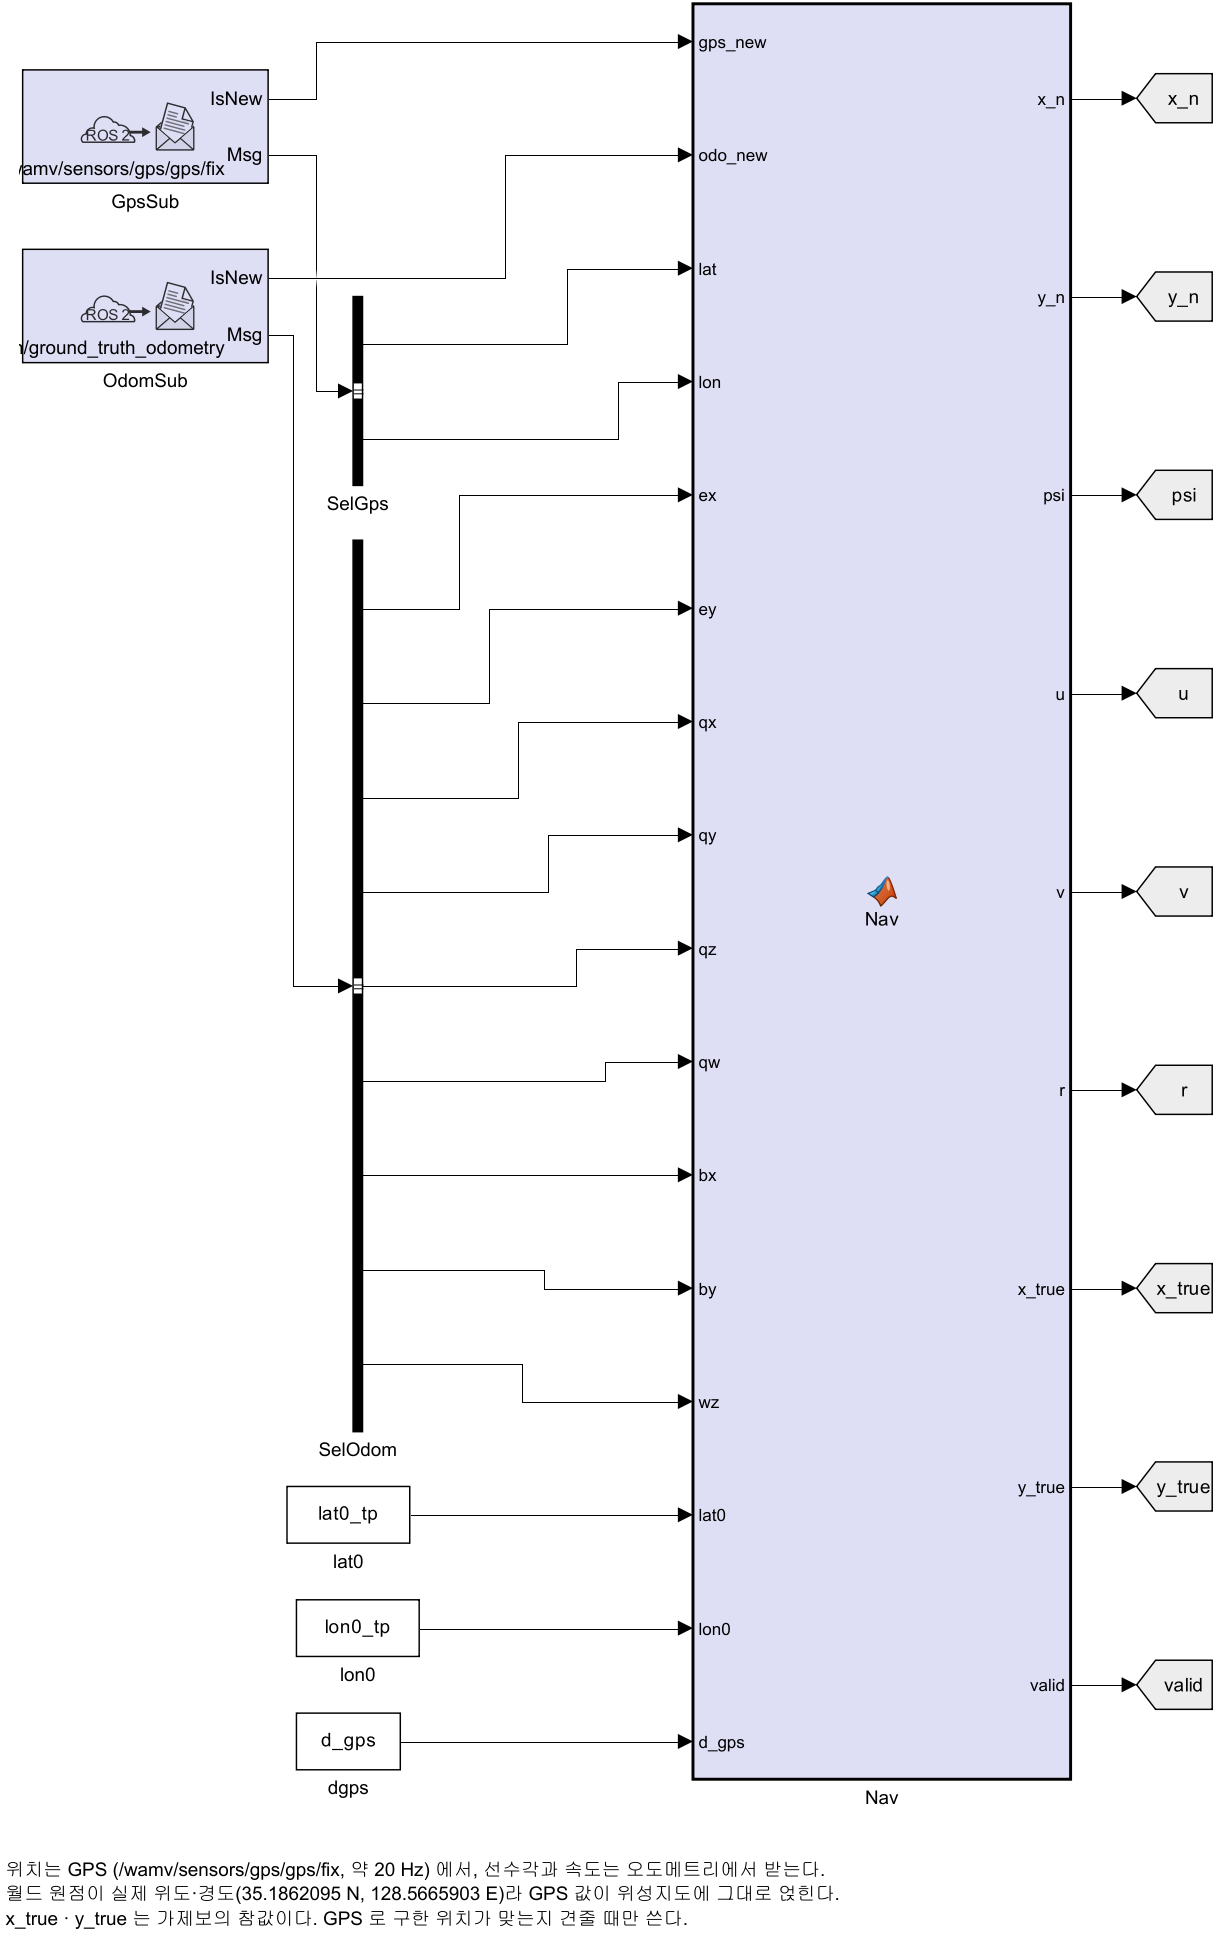 gps_new
IsNew
x_n
x_n
ROS 2
Msg
odo_new
/amv/sensors/gps/gps/fix
GpsSub
lat
IsNew
y_n
y_n
ROS 2
Msg
/ground_truth_odometry
OdomSub
lon
SelGps
ex
psi
psi
ey
u
u
qx
qy
v
v
Nav
qz
qw
r
r
bx
by
x_true
x_true
wz
SelOdom
y_true
y_true
lat0_tp
lat0
lat0
lon0_tp
lon0
lon0
valid
valid
d_gps
d_gps
dgps
Nav
위치는 GPS (/wamv/sensors/gps/gps/fix, 약 20 Hz) 에서, 선수각과 속도는 오도메트리에서 받는다.
월드 원점이 실제 위도·경도(35.1862095 N, 128.5665903 E)라 GPS 값이 위성지도에 그대로 얹힌다.
x_true · y_true 는 가제보의 참값이다. GPS 로 구한 위치가 맞는지 견줄 때만 쓴다.